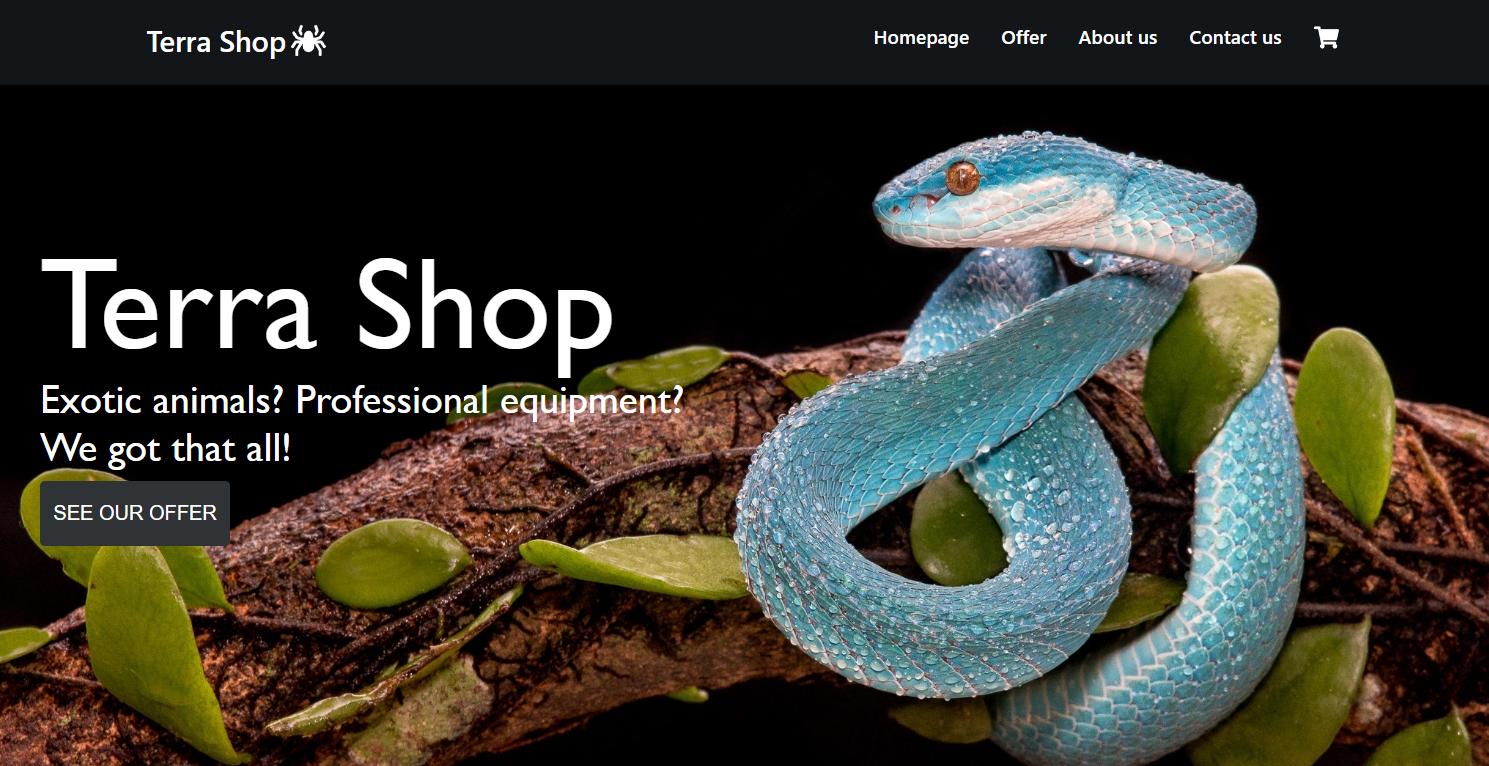 Terra Shop
Homepage Offer About us Contact us
Terra Shop
Exotic animals? Professional equipment?
We got that all!
SEE OUR OFFER